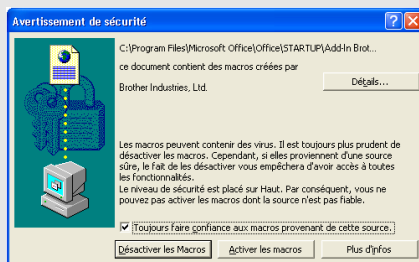 Avertissement de sécurité
C:\Program Files\Microsoft Office\Office\STARTUP\Add-In Brot...
ce document contient des macros créées par
Brother Industries, Ltd.
Détails...
Les macros peuvent contenir des virus. Il est toujours plus prudent de
désactiver les macros. Cependant, si elles proviennent d'une source
sûre, le fait de les désactiver vous empêchera d'avoir accès à toutes
les fonctionnalités.
Le niveau de sécurité est placé sur Haut. Par conséquent, vous ne
pouvez pas activer les macros dont la source n'est pas fiable.
Toujours faire confiance aux macros provenant de cette source.
Désactiver les Macros
Activer les macros
Plus d'infos